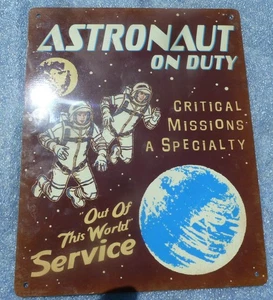 ASTRONAUT
ON DUTY
CRITICAL
MISSIONS
A SPECIALTY
"Out Of
This World"
Service